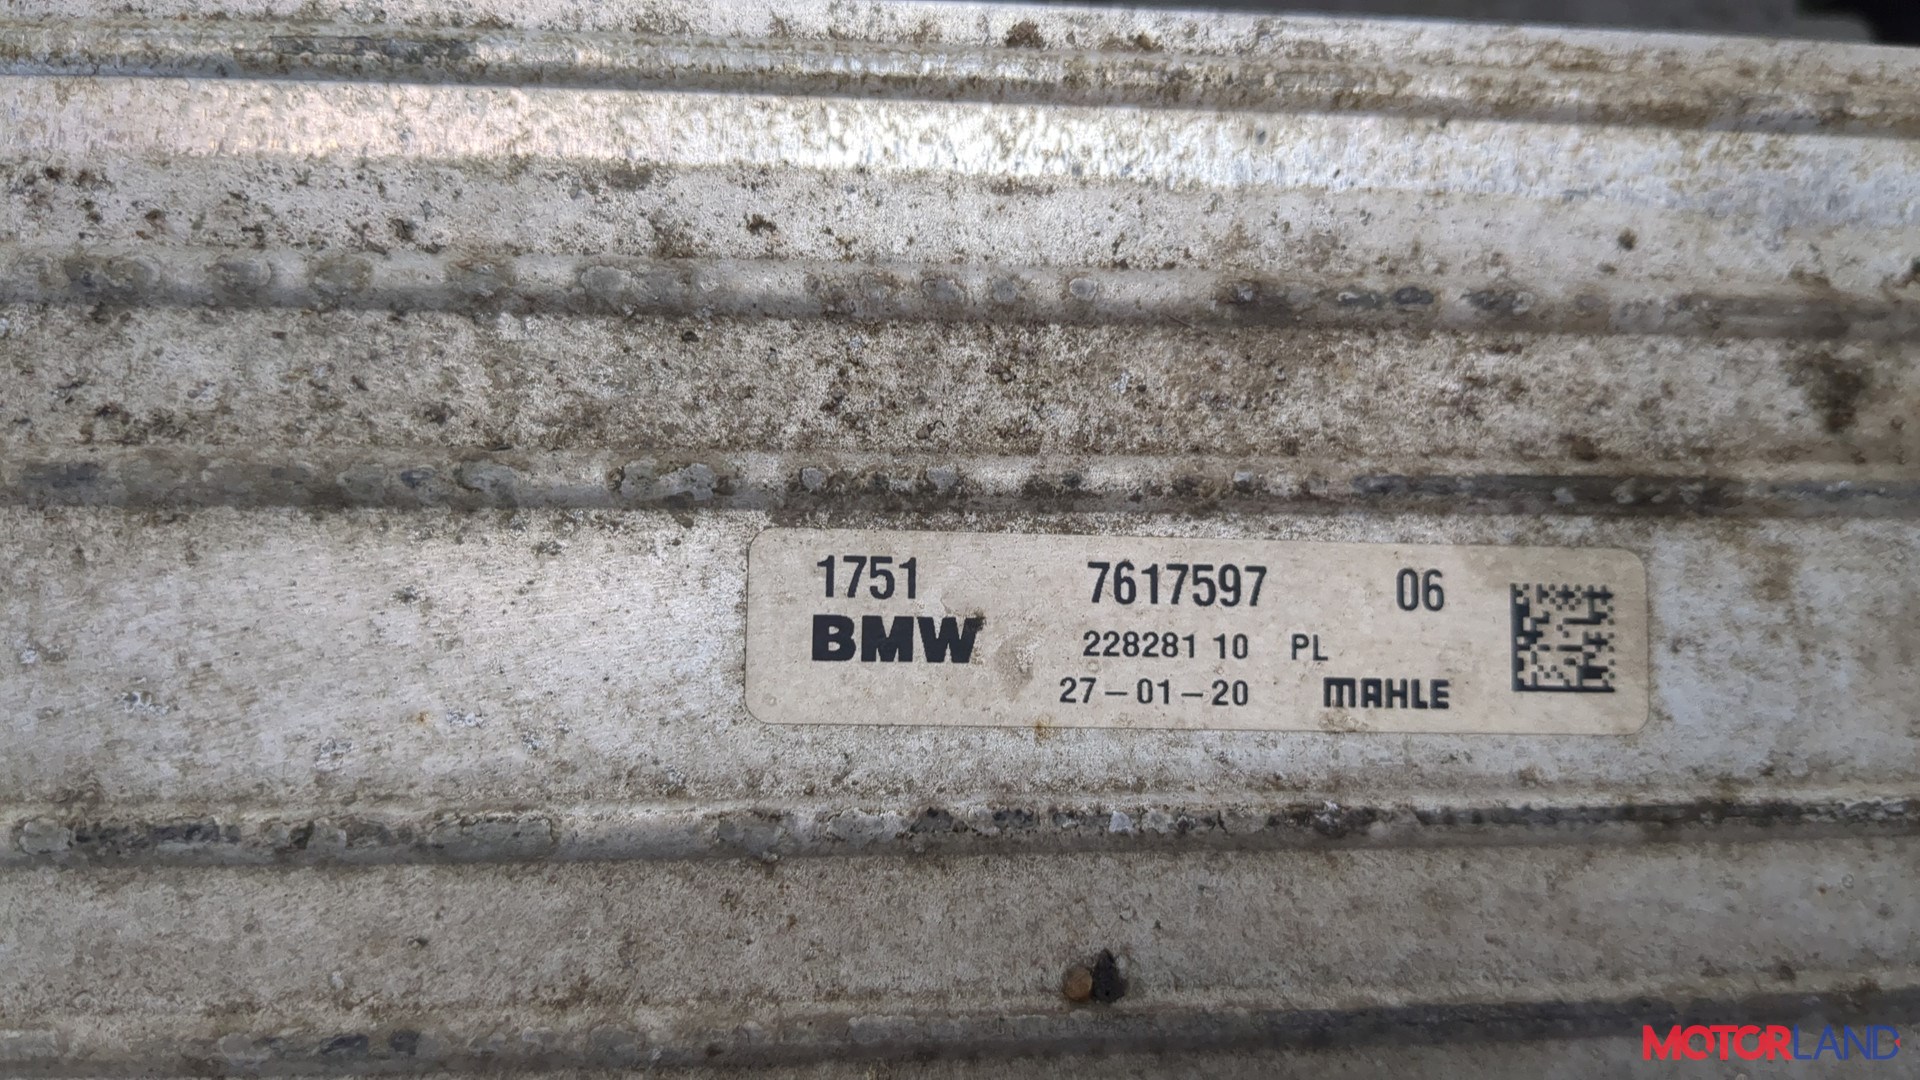 1751 7617597 06
BMW 228281 10 PL
27-01-20 MAHLE
MOTORLAND